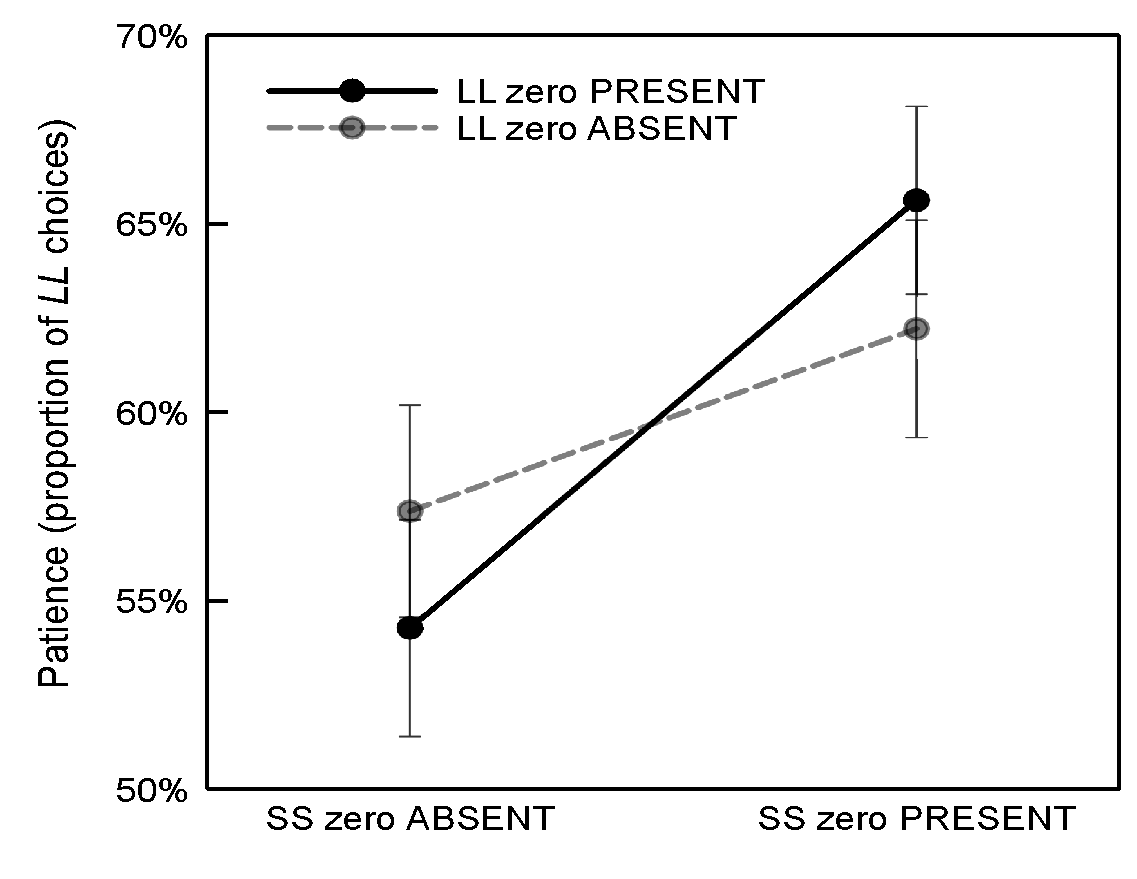 70%
LL zero PRESENT
LL zero ABSENT
65%
60%
55%
50%
Patience (proportion of LL choices)
SS zero ABSENT
SS zero PRESENT